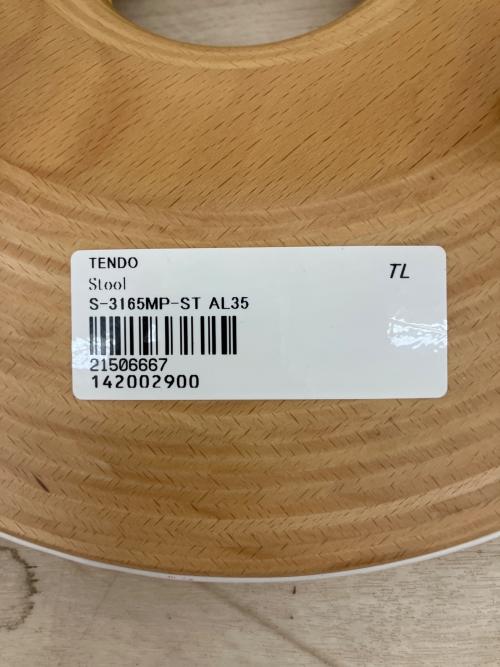 TENDO
TL
Stool
S-3165MP-ST AL35
21506667
142002900